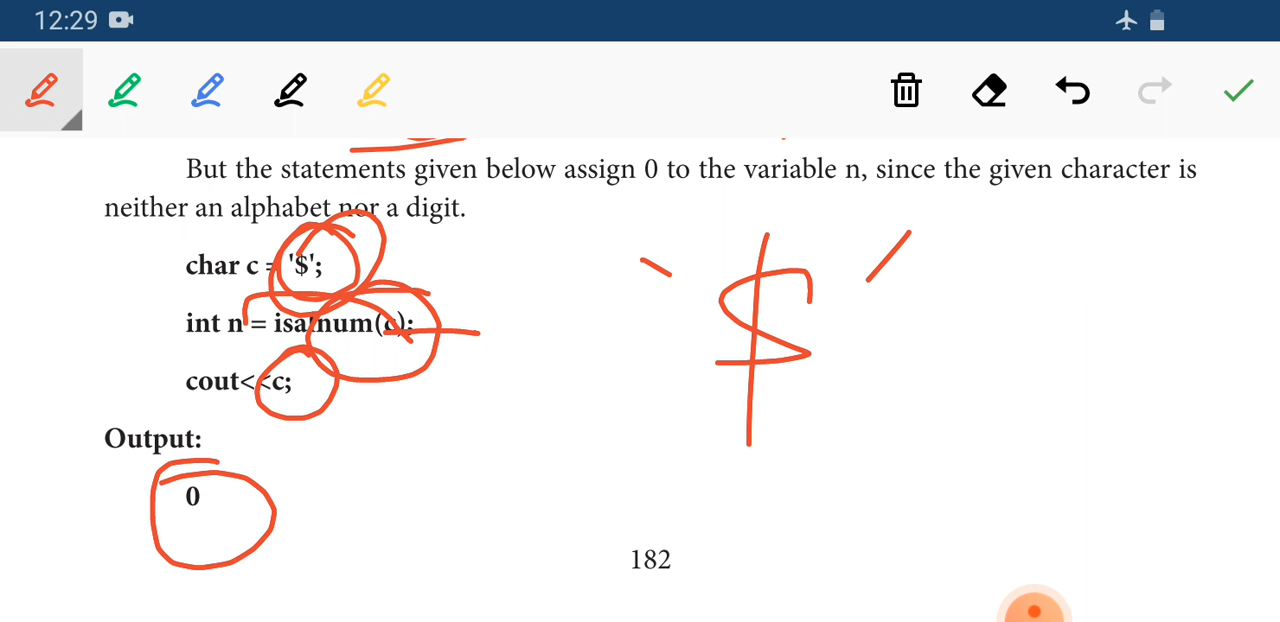 12:29
But the statements given below assign 0 to the variable n, since the given character is
neither an alphabet nor a digit.
char c = '$';
'$'
int n = isalnum(c);
cout<<c;
Output:
0
182